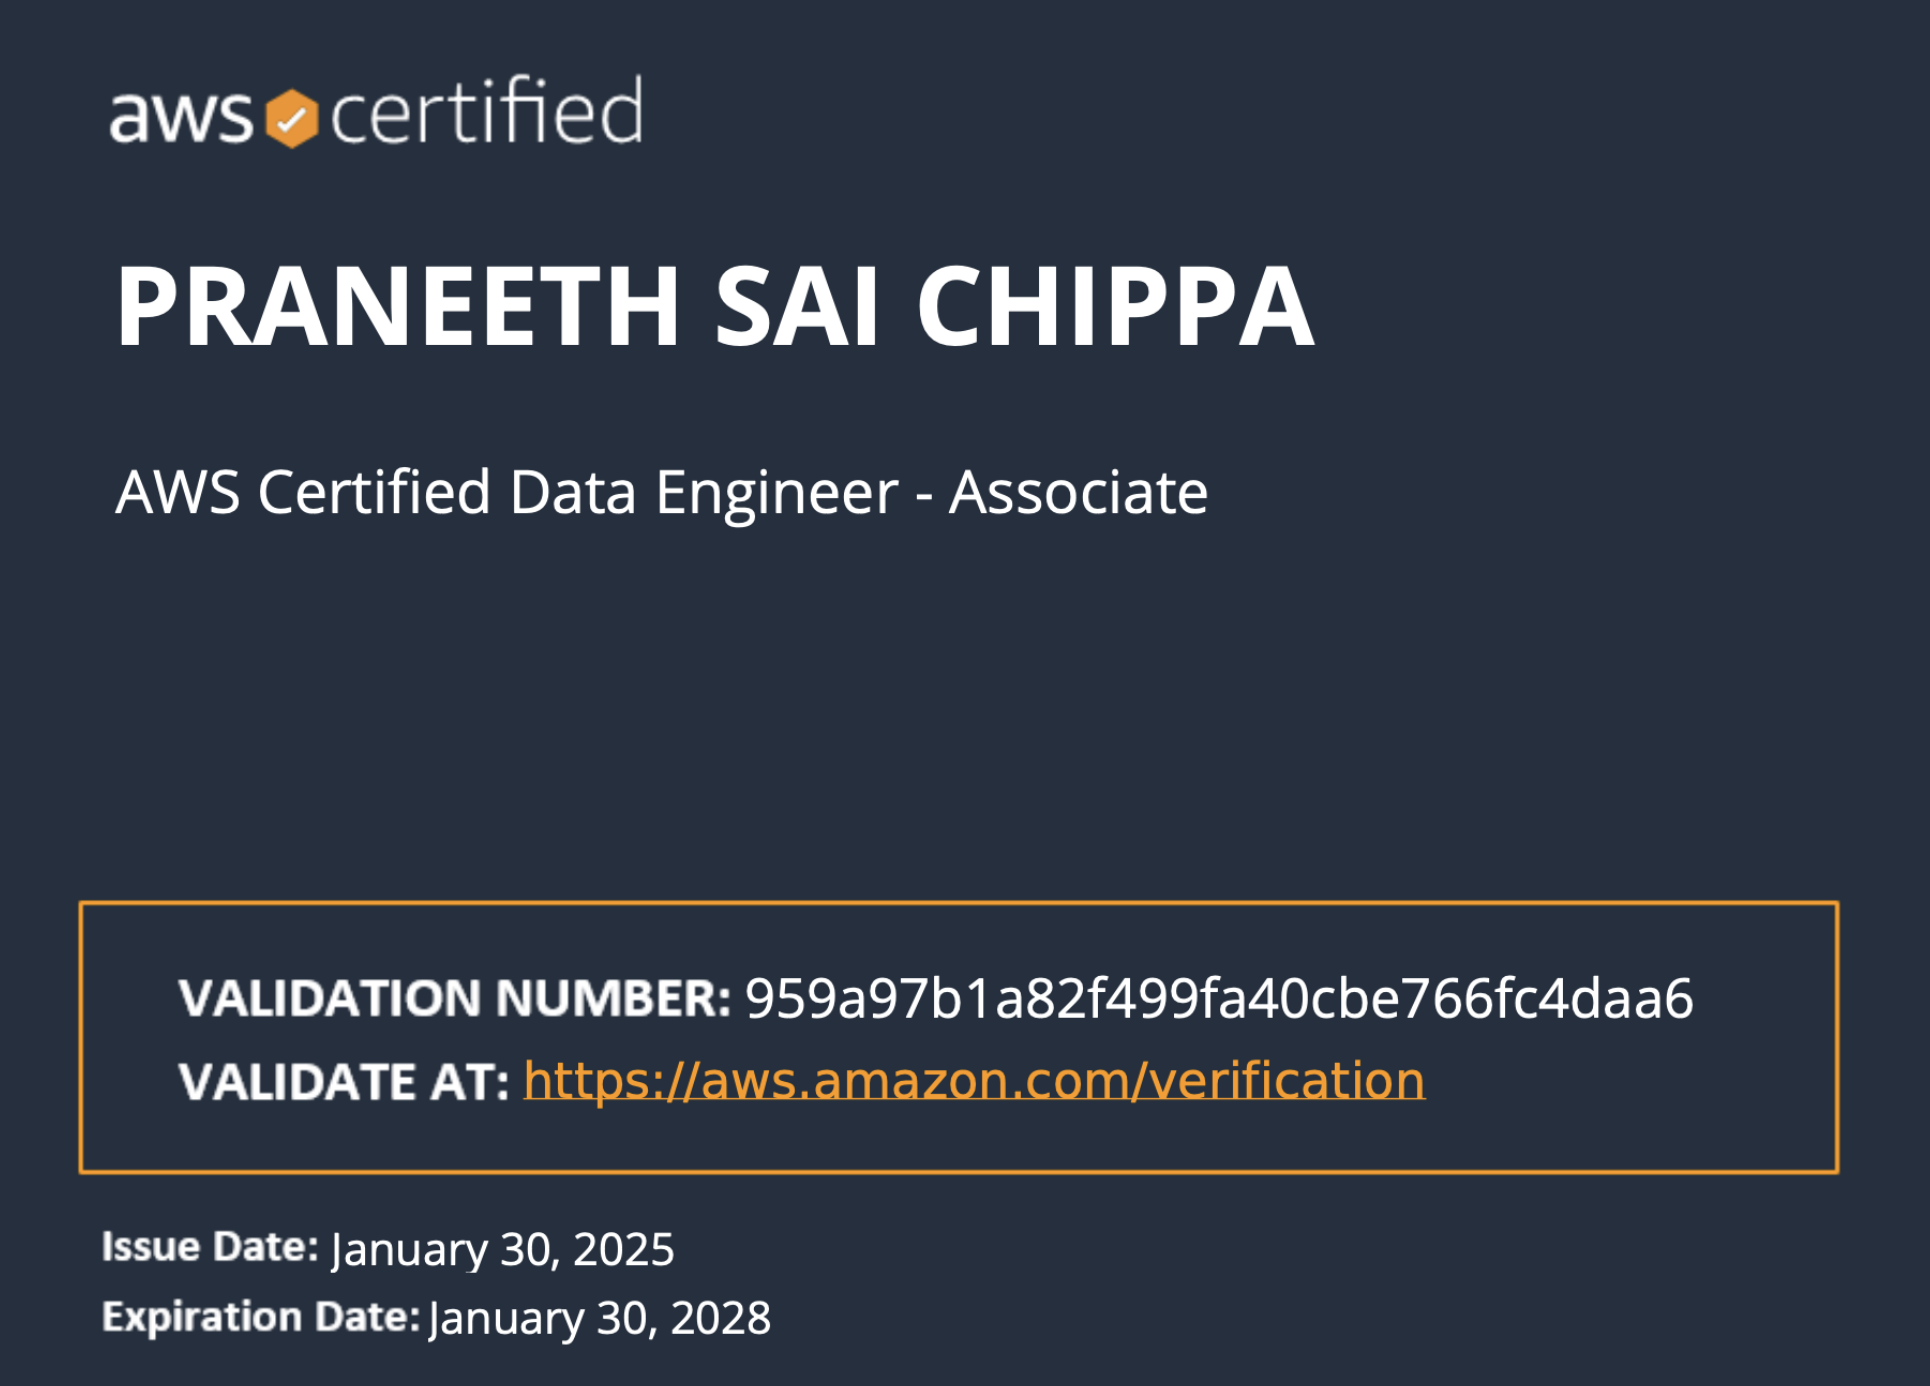 aws certified
PRANEETH SAI CHIPPA
AWS Certified Data Engineer - Associate
VALIDATION NUMBER: 959a97b1a82f499fa40cbe766fc4daa6
VALIDATE AT: https://aws.amazon.com/verification
Issue Date: January 30, 2025
Expiration Date: January 30, 2028